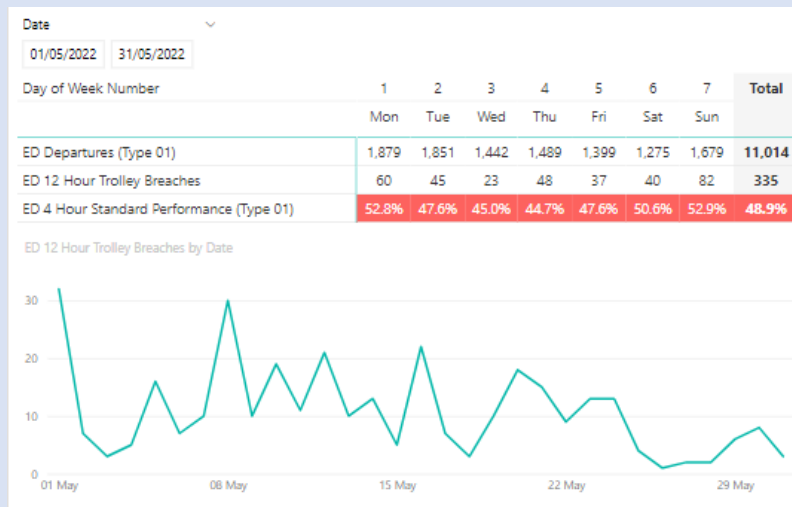 Date
01/05/2022 31/05/2022
Day of Week Number 1 2 3 4 5 6 7 Total
Mon Tue Wed Thu Fri Sat Sun
ED Departures (Type 01) 1,879 1,851 1,442 1,489 1,399 1,275 1,679 11,014
ED 12 Hour Trolley Breaches 60 45 23 48 37 40 82 335
ED 4 Hour Standard Performance (Type 01) 52.8% 47.6% 45.0% 44.7% 47.6% 50.6% 52.9% 48.9%
ED 12 Hour Trolley Breaches by Date
30
20
10
0
01 May 08 May 15 May 22 May 29 May